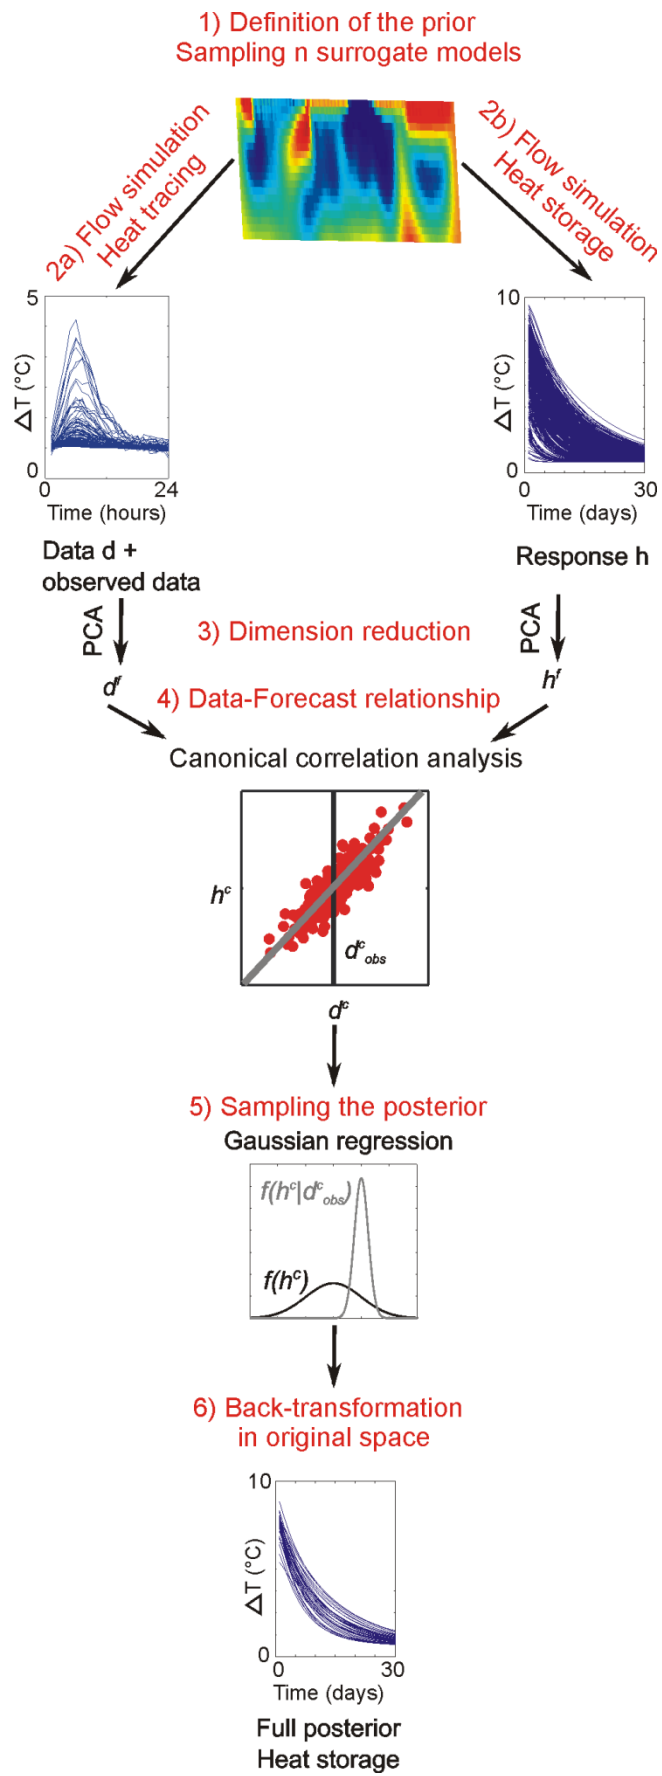 1) Definition of the prior
Sampling n surrogate models
2a) Flow simulation
Heat tracing
2b) Flow simulation
Heat storage
5
ΔT (°C)
0
0 24
Time (hours)
Data d +
observed data
10
ΔT (°C)
0
0 30
Time (days)
Response h
PCA
PCA
3) Dimension reduction
d^f
h^f
4) Data-Forecast relationship
Canonical correlation analysis
h^c
d^c_obs
d^c
5) Sampling the posterior
Gaussian regression
f(h^c|d^c_obs)
f(h^c)
6) Back-transformation
in original space
10
ΔT (°C)
0
0 30
Time (days)
Full posterior
Heat storage